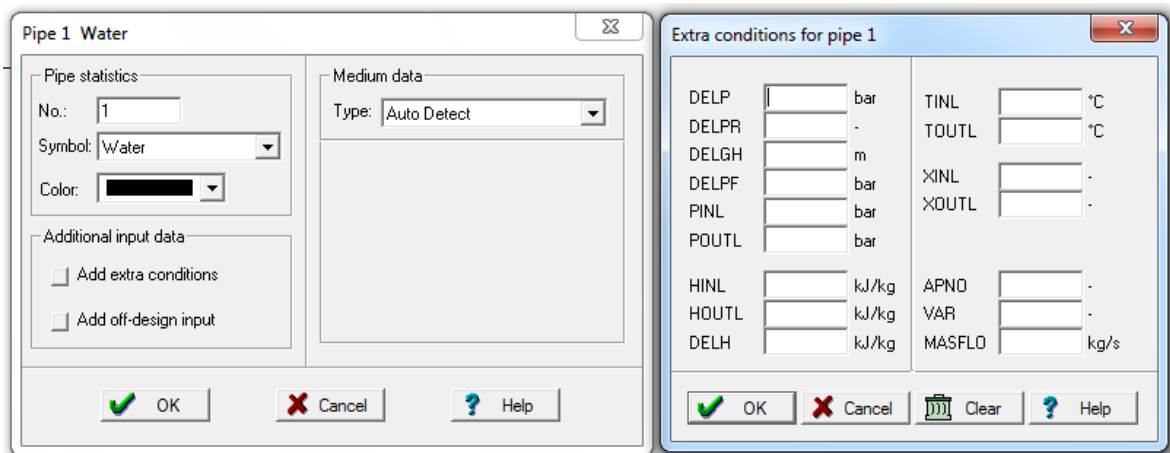 Pipe 1 Water
Pipe statistics
No.: 1
Symbol: Water
Color:
Additional input data
Add extra conditions
Add off-design input
Medium data
Type: Auto Detect
OK Cancel Help
Extra conditions for pipe 1
DELP bar
DELPR -
DELGH m
DELPF bar
PINL bar
POUTL bar
HINL kJ/kg
HOUTL kJ/kg
DELH kJ/kg
TINL °C
TOUTL °C
XINL -
XOUTL -
APNO -
VAR -
MASFLO kg/s
OK Cancel Clear Help